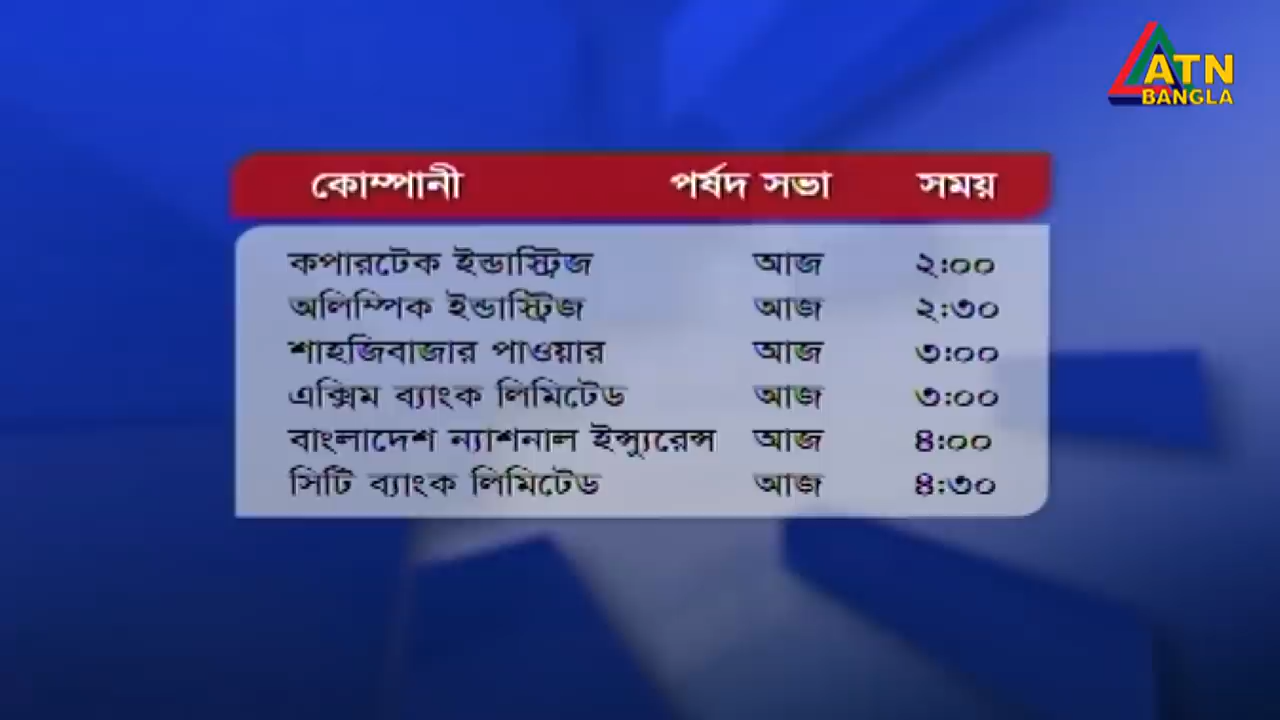 ATN
BANGLA
কোম্পানী পর্ষদ সভা সময়
কপারটেক ইন্ডাস্ট্রিজ আজ ২:০০
অলিম্পিক ইন্ডাস্ট্রিজ আজ ২:৩০
শাহজিবাজার পাওয়ার আজ ৩:০০
এক্সিম ব্যাংক লিমিটেড আজ ৩:০০
বাংলাদেশ ন্যাশনাল ইন্স্যুরেন্স আজ ৪:০০
সিটি ব্যাংক লিমিটেড আজ ৪:৩০